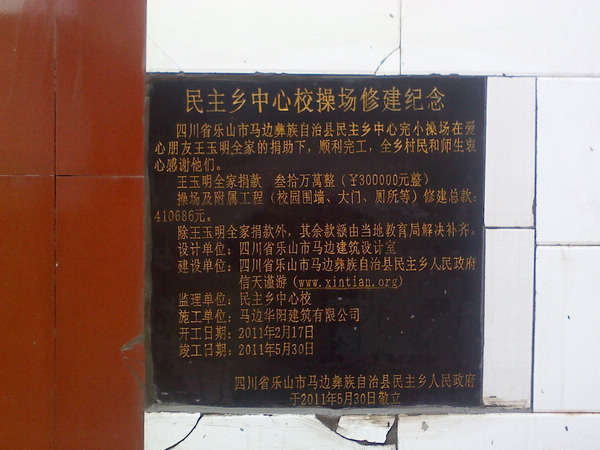 民主乡中心校操场修建纪念
四川省乐山市马边彝族自治县民主乡中心完小操场在爱
心朋友王玉明全家的捐助下，顺利完工，全乡村民和师生衷
心感谢他们。
王玉明全家捐款 叁拾万萬整（￥300000元整）
操场及附属工程（校园围墙、大门、厕所等）修建总款：
410686元。
除王玉明全家捐款外，其余款额由当地教育局解决补齐。
设计单位：四川省乐山市马边建筑设计室
建设单位：四川省乐山市马边彝族自治县民主乡人民政府
信天谨游(www.xintian.org)
监理单位：民主乡中心校
施工单位：马边华阳建筑有限公司
开工日期：2011年2月17日
竣工日期：2011年5月30日
四川省乐山市马边彝族自治县民主乡人民政府
于2011年5月30日敬立